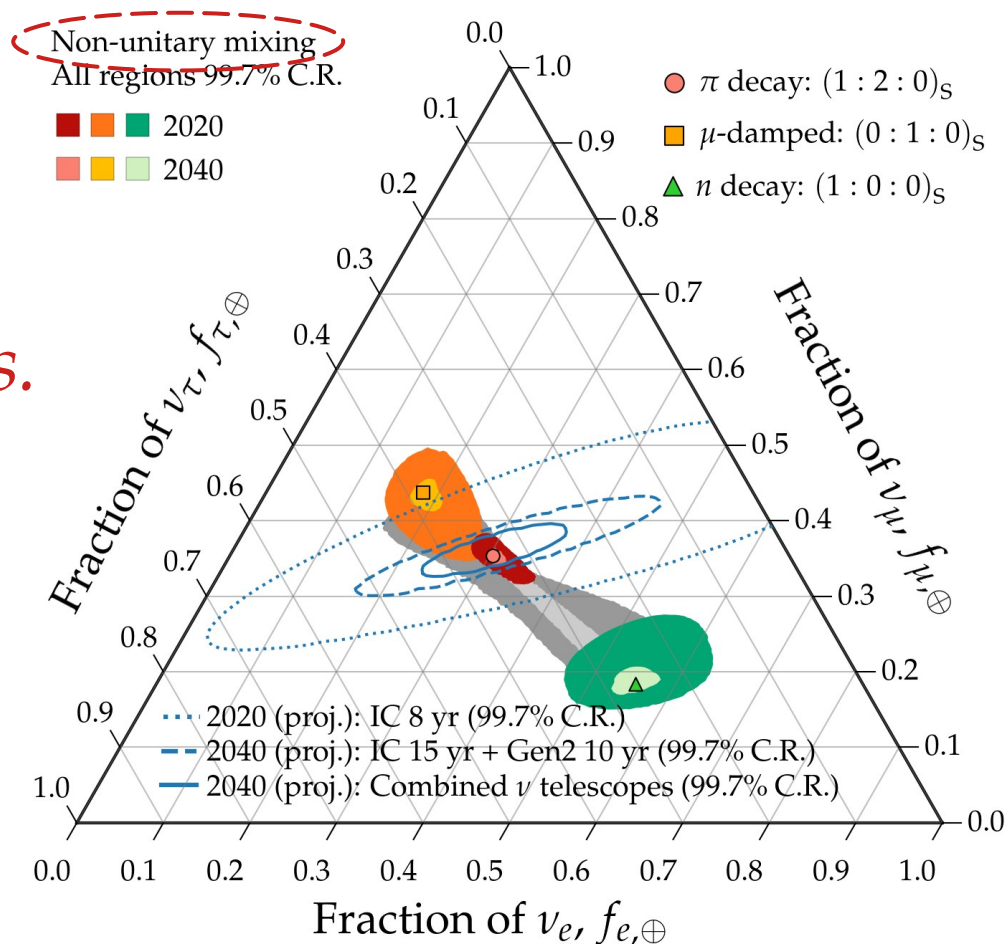 Non-unitary mixing
All regions 99.7% C.R.
2020
2040
π decay: (1 : 2 : 0)S
μ-damped: (0 : 1 : 0)S
n decay: (1 : 0 : 0)S
s.
Fraction of ντ, fτ,⊕
0.0
0.1
0.2
0.3
0.4
0.5
0.6
0.7
0.8
0.9
1.0
Fraction of νμ, fμ,⊕
1.0
0.9
0.8
0.7
0.6
0.5
0.4
0.3
0.2
0.1
0.0
2020 (proj.): IC 8 yr (99.7% C.R.)
2040 (proj.): IC 15 yr + Gen2 10 yr (99.7% C.R.)
2040 (proj.): Combined ν telescopes (99.7% C.R.)
0.0 0.1 0.2 0.3 0.4 0.5 0.6 0.7 0.8 0.9 1.0
Fraction of νe, fe,⊕